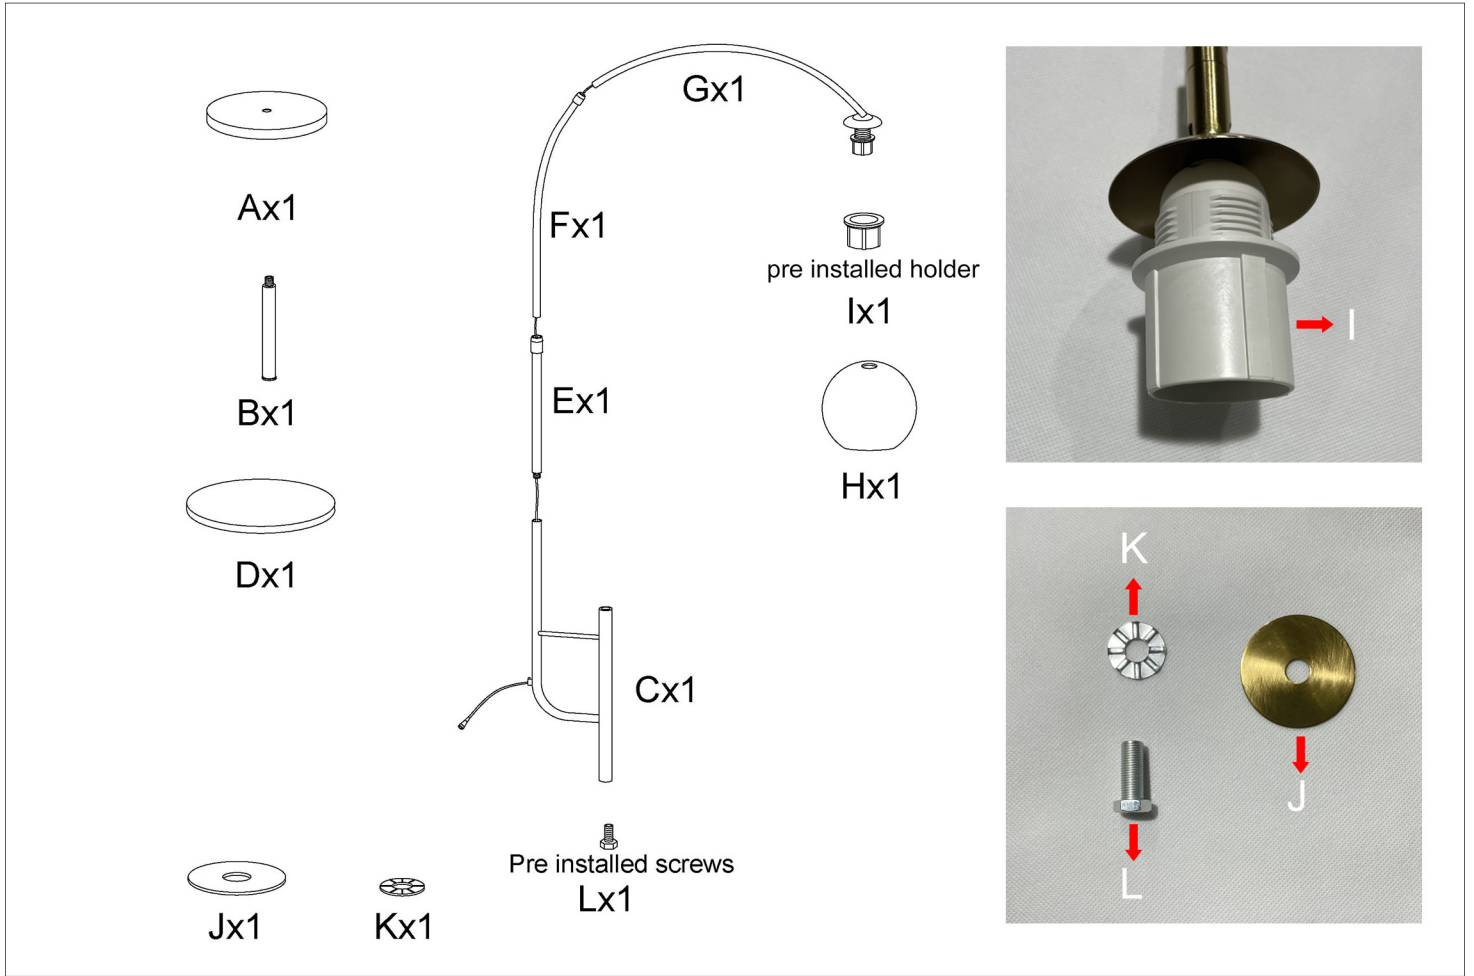 Ax1
Bx1
Dx1
Gx1
Fx1
pre installed holder
Ix1
Ex1
Hx1
Cx1
Pre installed screws
Lx1
Jx1
Kx1
I
K
J
L